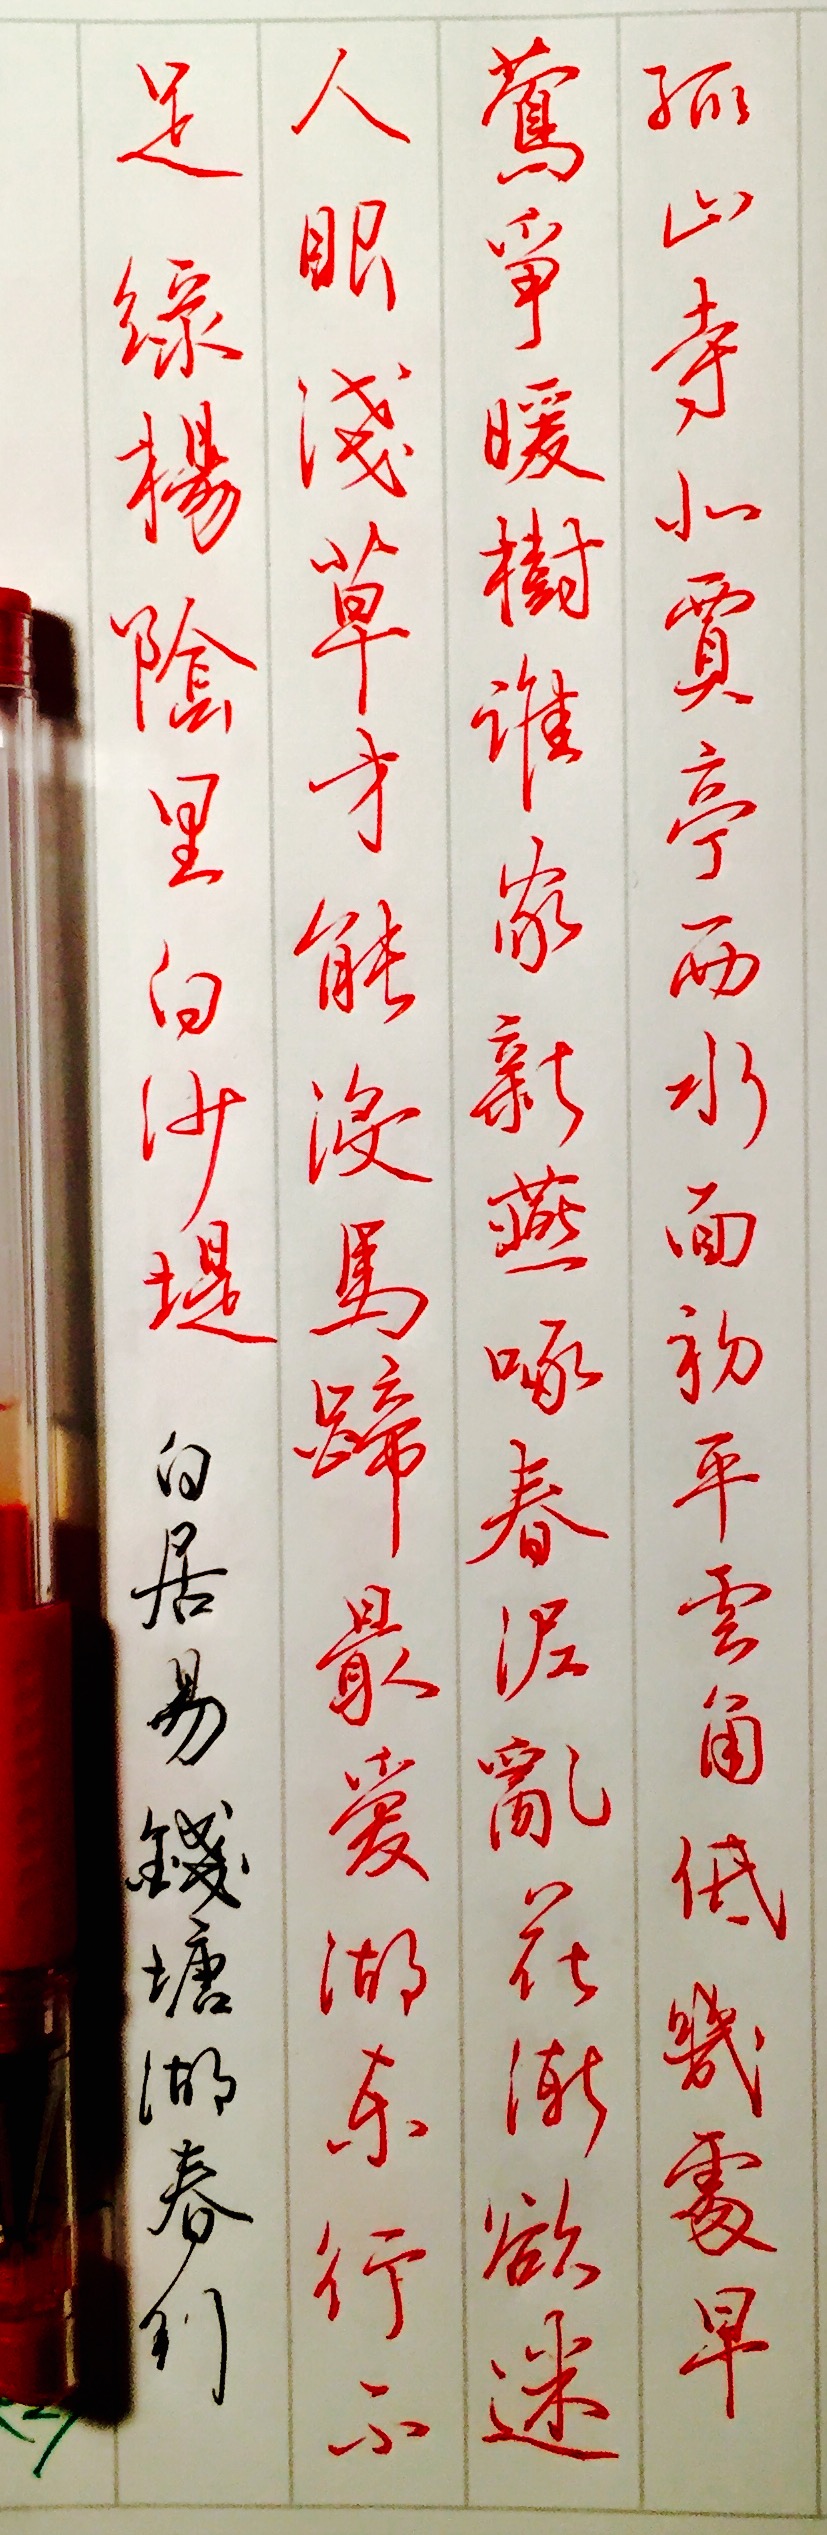 孤山寺北賈亭西水面初平雲角低幾處早
鶯爭暖樹誰家新燕啄春泥亂花漸欲迷
人眼淺草才能沒馬蹄最愛湖東行不
足綠楊陰里白沙堤 白居易錢塘湖春行